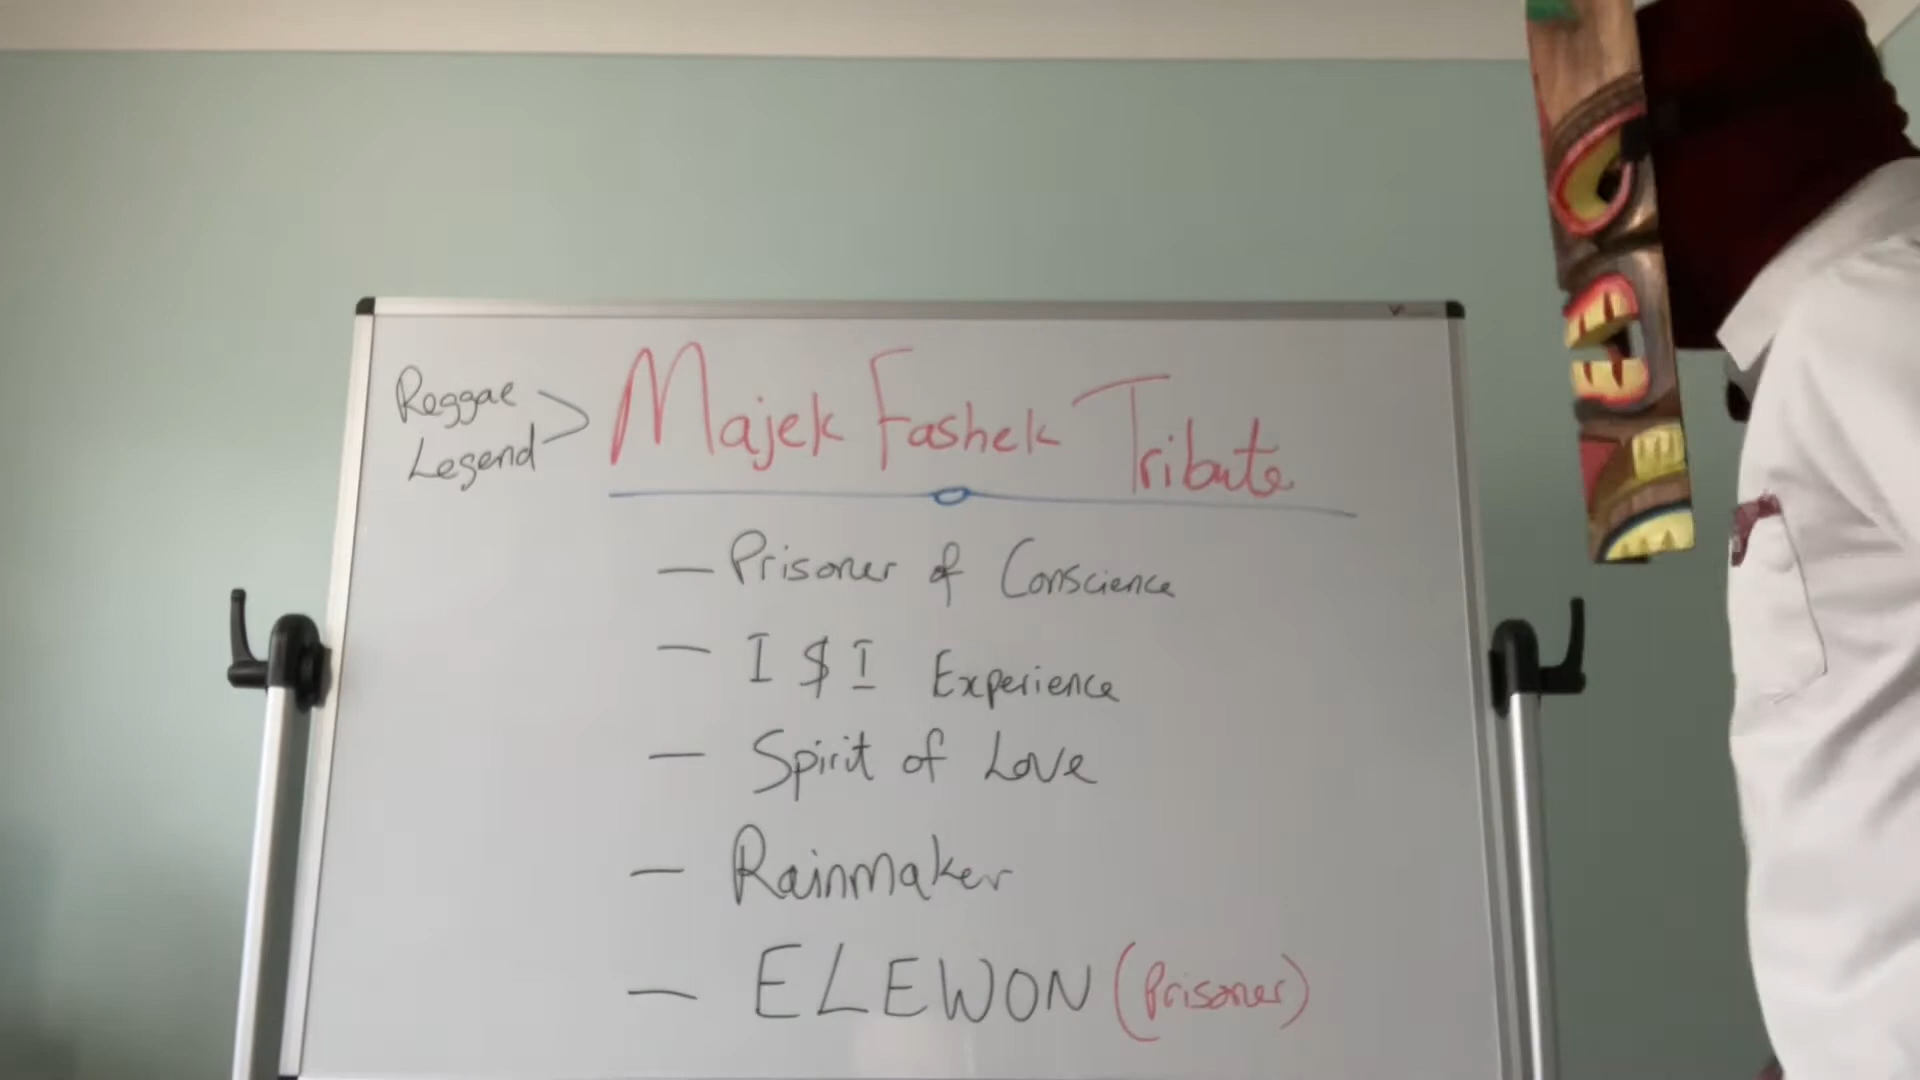 Reggae
Legend >
Majek Fashek Tribute
— Prisoner of Conscience
— I $ I Experience
— Spirit of Love
— Rainmaker
— ELEWON (Prisoner)